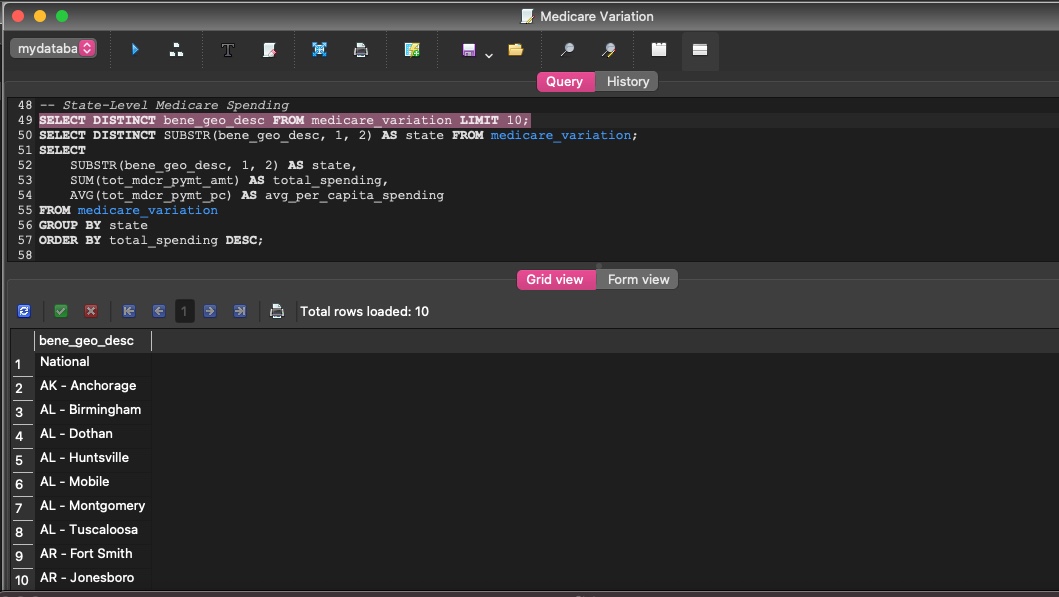 Medicare Variation
mydataba
Query
History
48 -- State-Level Medicare Spending
49 SELECT DISTINCT bene_geo_desc FROM medicare_variation LIMIT 10;
50 SELECT DISTINCT SUBSTR(bene_geo_desc, 1, 2) AS state FROM medicare_variation;
51 SELECT
52     SUBSTR(bene_geo_desc, 1, 2) AS state,
53     SUM(tot_mdcr_pymt_amt) AS total_spending,
54     AVG(tot_mdcr_pymt_pc) AS avg_per_capita_spending
55 FROM medicare_variation
56 GROUP BY state
57 ORDER BY total_spending DESC;
58
Grid view
Form view
1
Total rows loaded: 10
bene_geo_desc
1 National
2 AK - Anchorage
3 AL - Birmingham
4 AL - Dothan
5 AL - Huntsville
6 AL - Mobile
7 AL - Montgomery
8 AL - Tuscaloosa
9 AR - Fort Smith
10 AR - Jonesboro